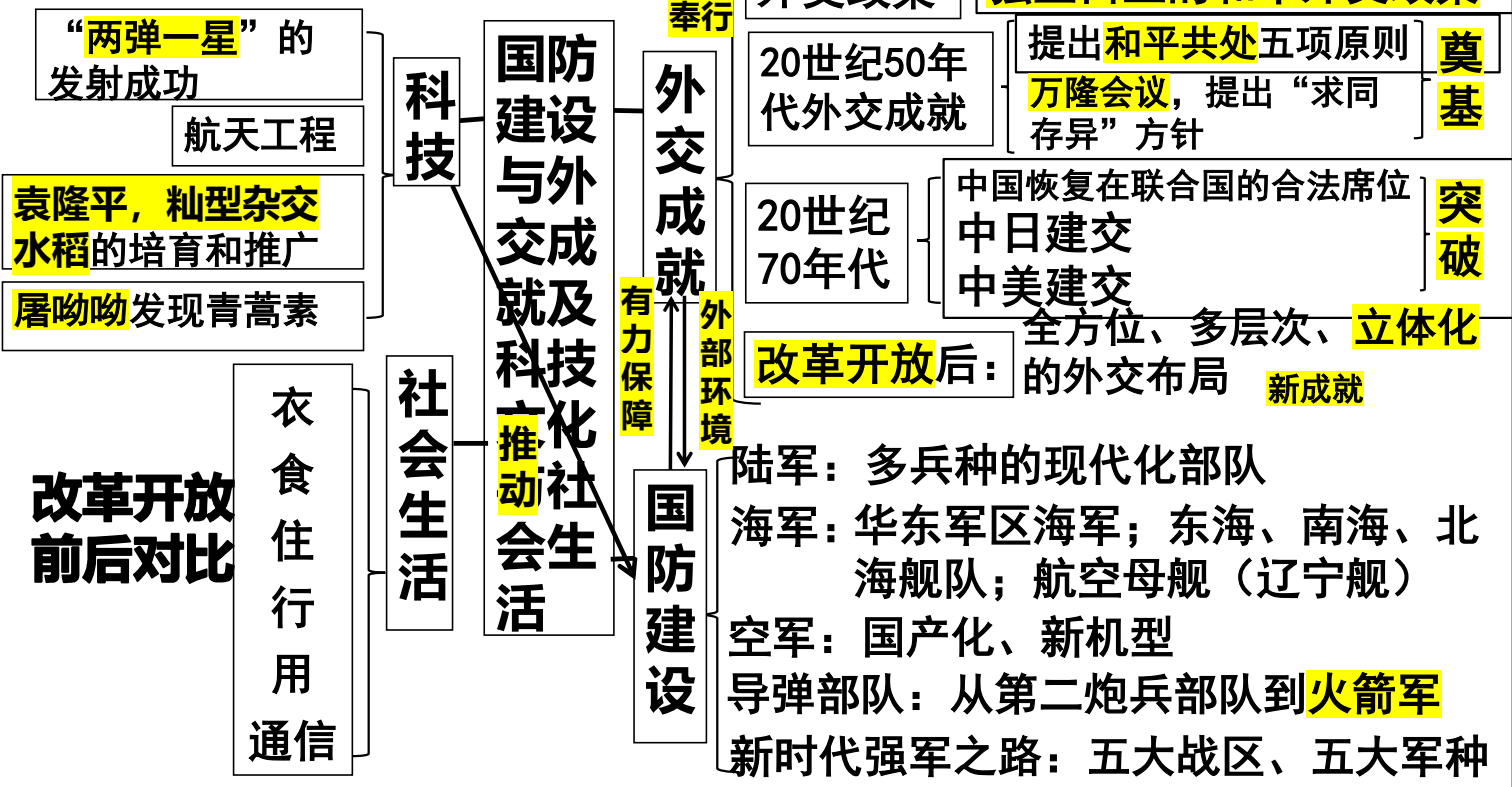 奉行
“两弹一星”的
发射成功
航天工程
袁隆平，籼型杂交
水稻的培育和推广
屠呦呦发现青蒿素
科技
国防
建设
与外
交成
就及
科技
化
社
会生
活
推动
社会生活
衣
食
住
行
用
通信
改革开放
前后对比
外交成就
有力保障
外部环境
20世纪50年
代外交成就
提出和平共处五项原则
万隆会议，提出“求同
存异”方针
奠基
20世纪
70年代
中国恢复在联合国的合法席位
中日建交
中美建交
突破
改革开放后：
全方位、多层次、立体化
的外交布局
新成就
国防建设
陆军：多兵种的现代化部队
海军：华东军区海军；东海、南海、北
海舰队；航空母舰（辽宁舰）
空军：国产化、新机型
导弹部队：从第二炮兵部队到火箭军
新时代强军之路：五大战区、五大军种